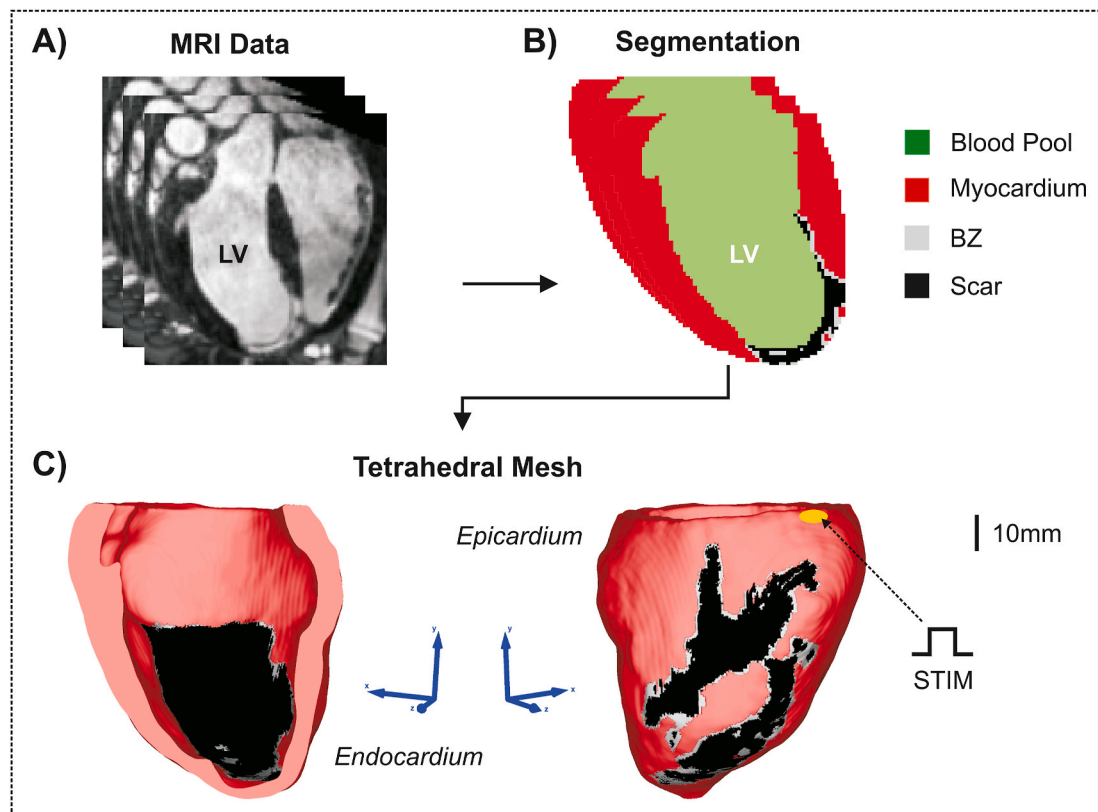 A)
MRI Data
LV
B)
Segmentation
LV
Blood Pool
Myocardium
BZ
Scar
C)
Tetrahedral Mesh
Epicardium
10mm
STIM
y
x
z
y
x
z
Endocardium